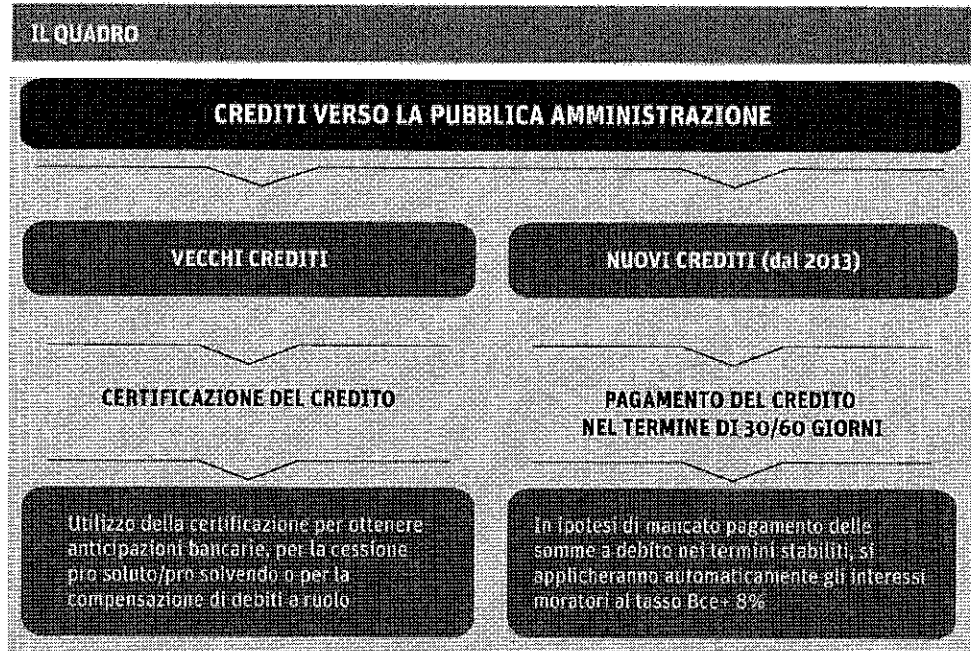 IL QUADRO
CREDITI VERSO LA PUBBLICA AMMINISTRAZIONE
VECCHI CREDITI
CERTIFICAZIONE DEL CREDITO
Utilizzo della certificazione per ottenere
anticipazioni bancarie, per la cessione
pro soluto/pro solvendo o per la
compensazione di debiti a ruolo
NUOVI CREDITI (dal 2013)
PAGAMENTO DEL CREDITO
NEL TERMINE DI 30/60 GIORNI
In ipotesi di mancato pagamento delle
somme a debito nei termini stabiliti, si
applicheranno automaticamente gli interessi
moratori al tasso Bce+ 8%